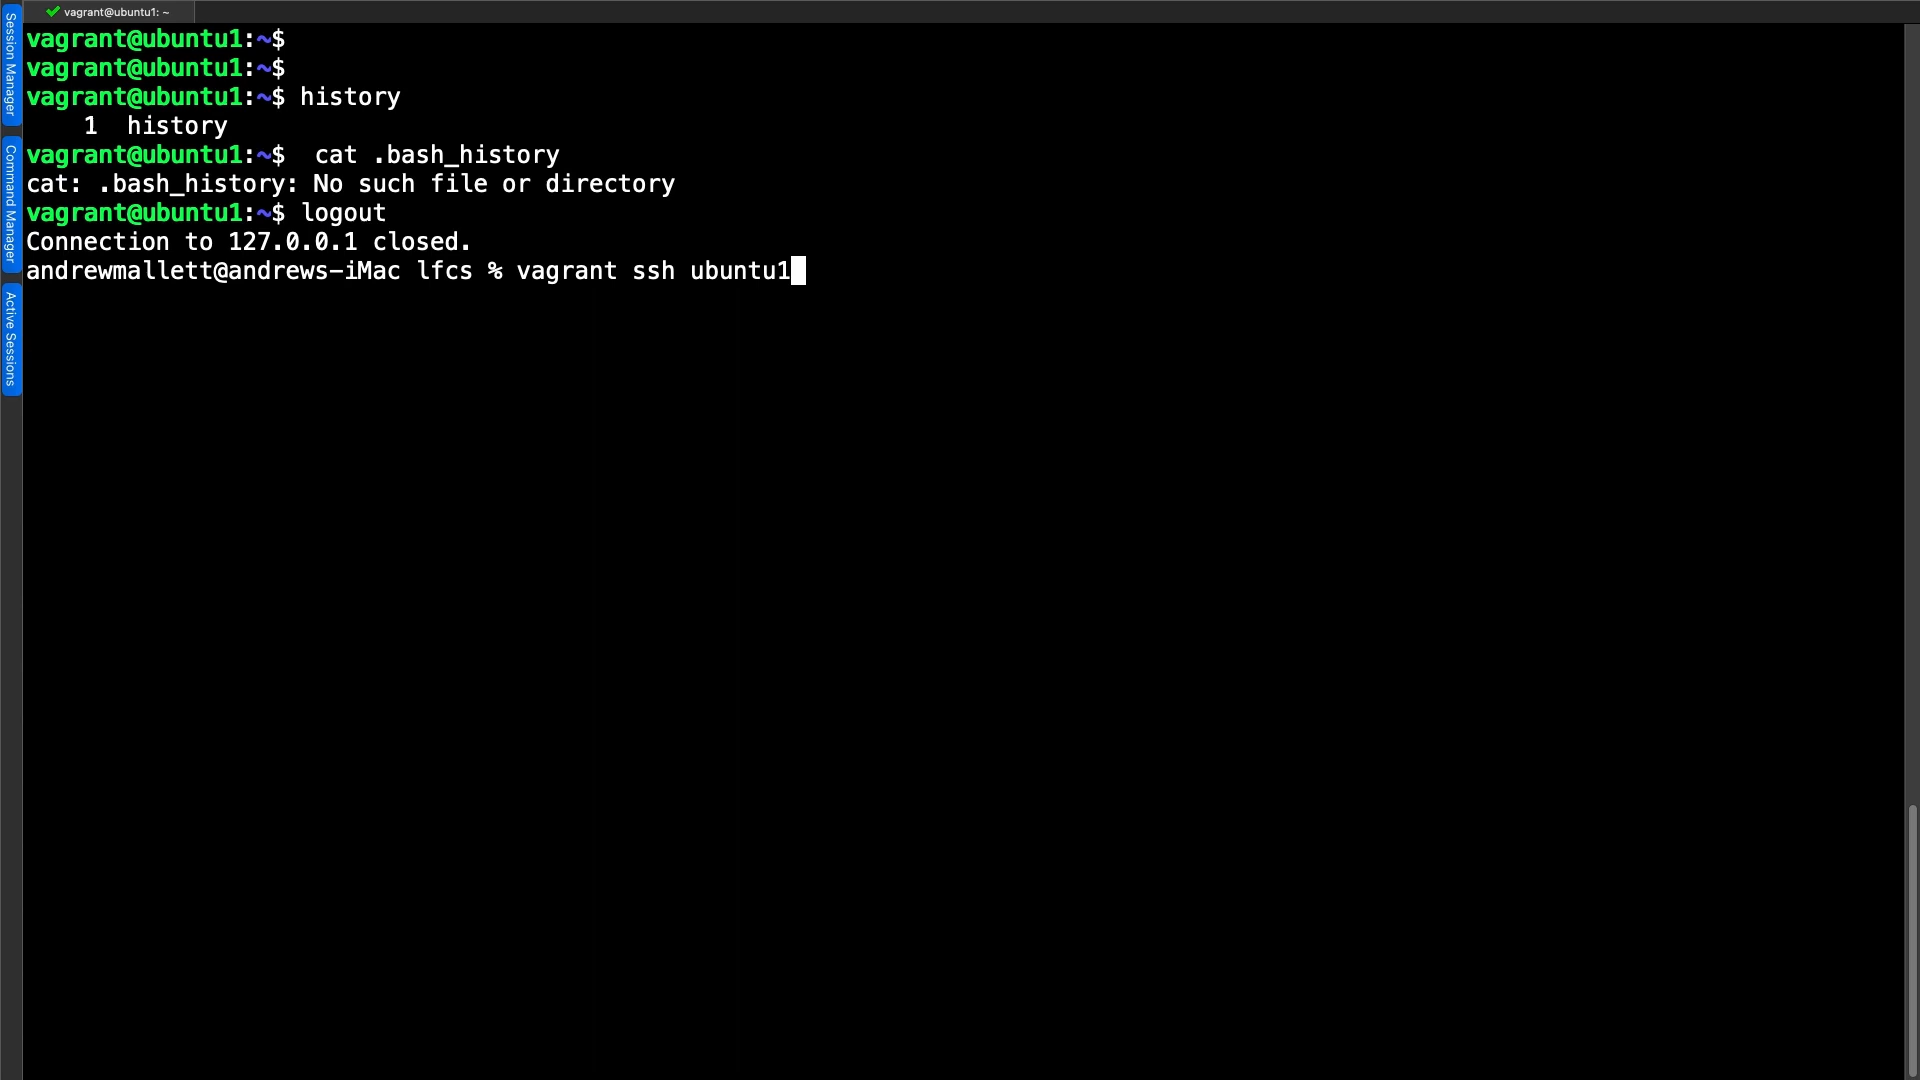 vagrant@ubuntu1: ~
Session Manager
Command Manager
Active Sessions
vagrant@ubuntu1:~$
vagrant@ubuntu1:~$
vagrant@ubuntu1:~$ history
    1  history
vagrant@ubuntu1:~$  cat .bash_history
cat: .bash_history: No such file or directory
vagrant@ubuntu1:~$ logout
Connection to 127.0.0.1 closed.
andrewmallett@andrews-iMac lfcs % vagrant ssh ubuntu1